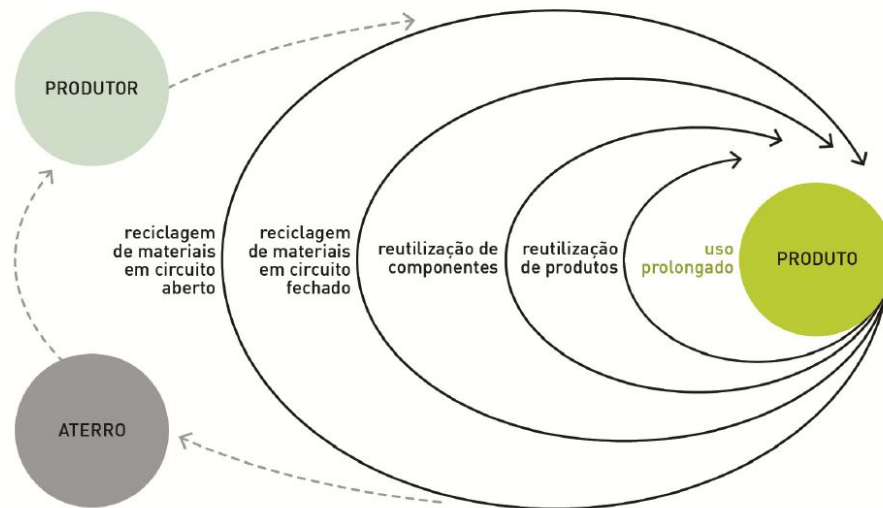 PRODUTOR
reciclagem
de materiais
em circuito
aberto
reciclagem
de materiais
em circuito
fechado
reutilização de
componentes
reutilização
de produtos
uso
prolongado
PRODUTO
ATERRO